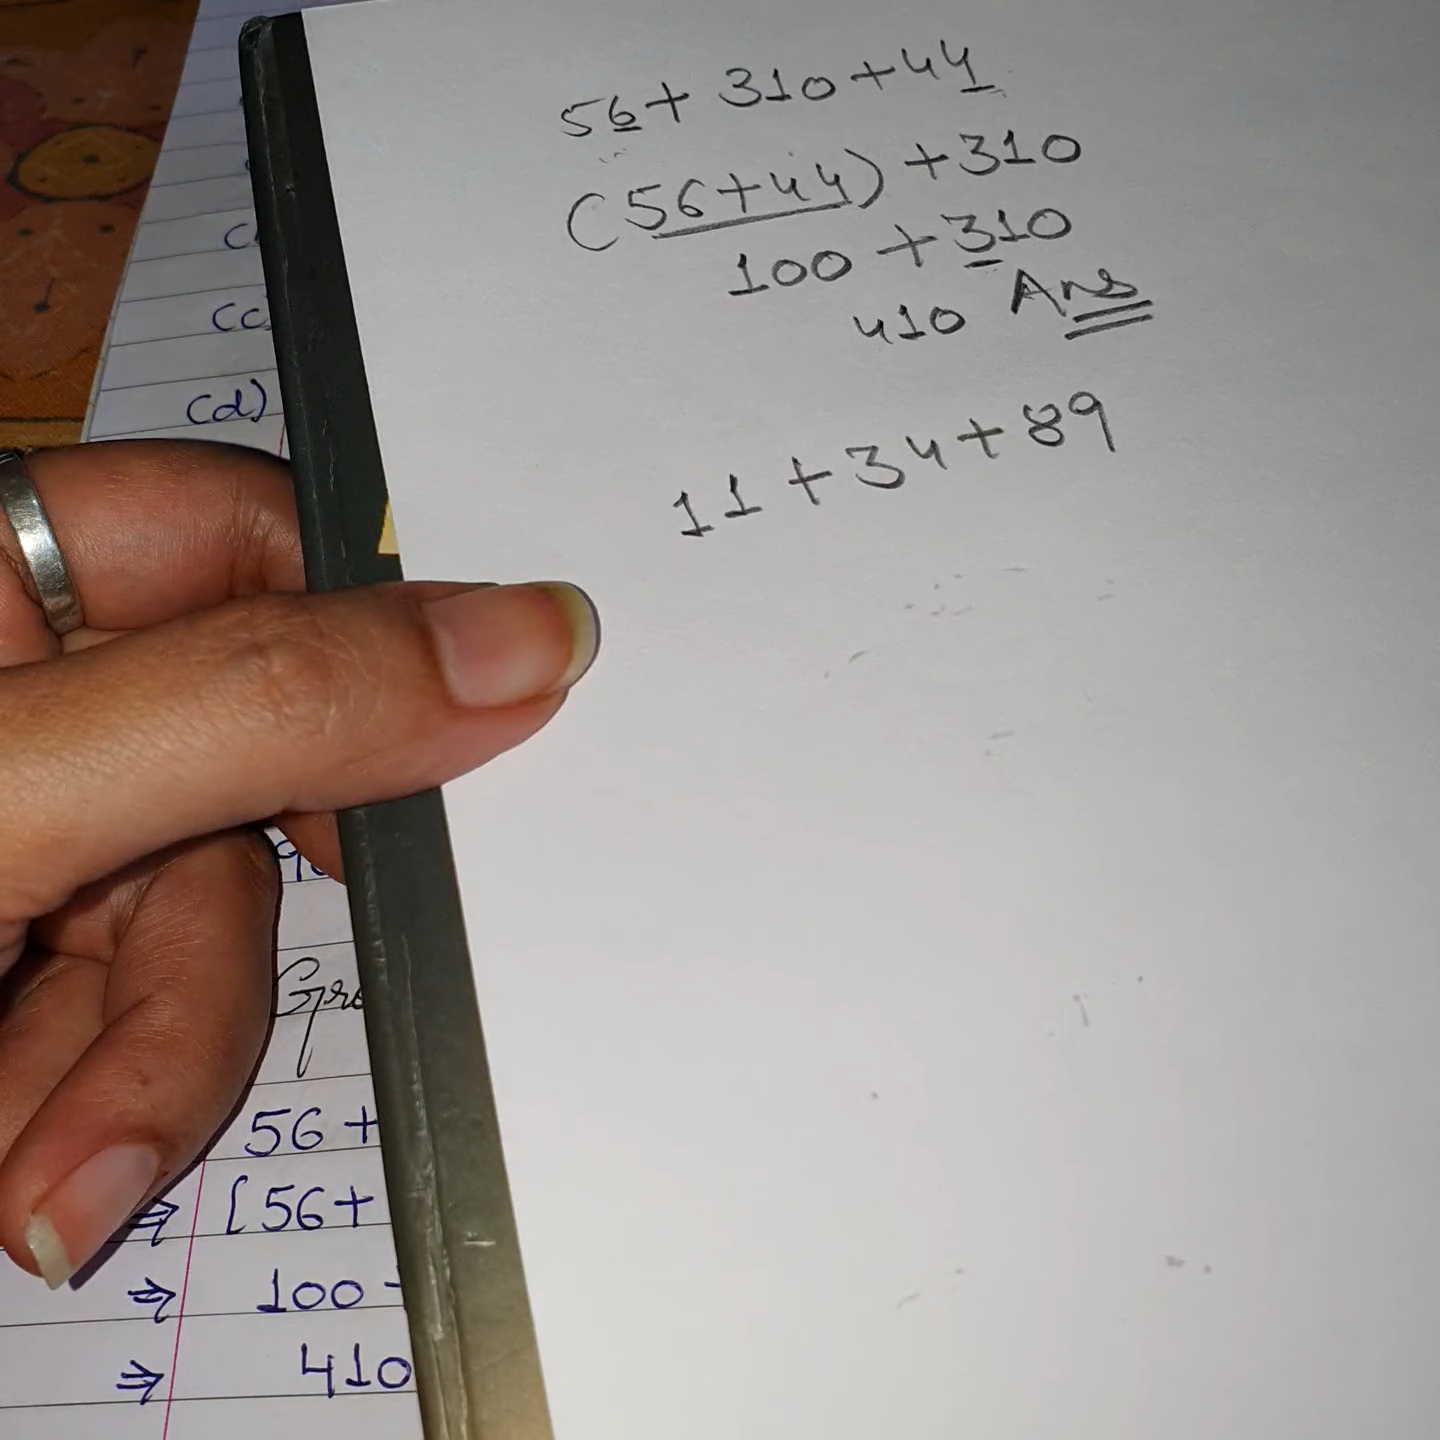 56 + 310 + 44
(56 + 44) + 310
100 + 310
410 Ans
11 + 34 + 89
(d)
56 +
⇒ [56 +
⇒ 100 -
⇒ 410